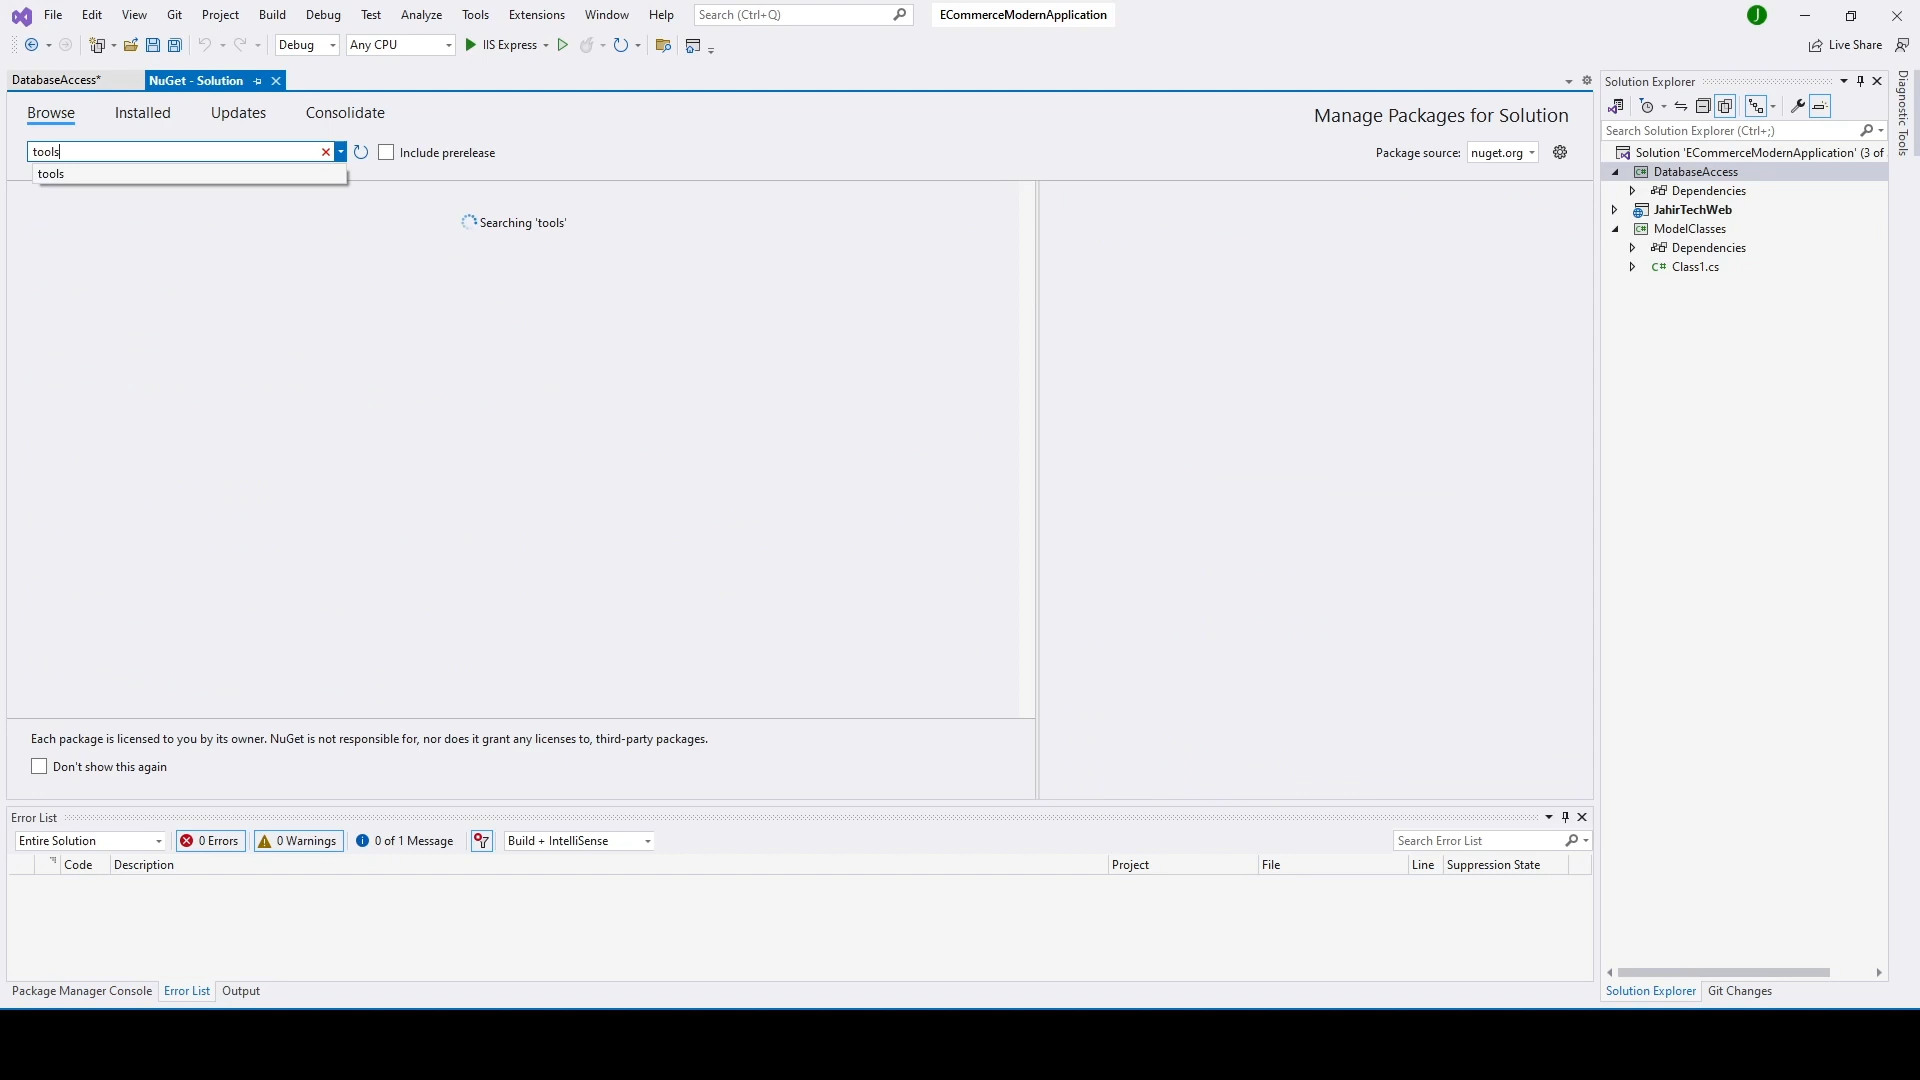 File Edit View Git Project Build Debug Test Analyze Tools Extensions Window Help Search (Ctrl+Q) ECommerceModernApplication J
Debug Any CPU IIS Express Live Share
DatabaseAccess* NuGet - Solution
Browse Installed Updates Consolidate Manage Packages for Solution
tools Include prerelease Package source: nuget.org
tools
Searching 'tools'
Each package is licensed to you by its owner. NuGet is not responsible for, nor does it grant any licenses to, third-party packages.
Don't show this again
Solution Explorer
Search Solution Explorer (Ctrl+;)
Solution 'ECommerceModernApplication' (3 of
C# DatabaseAccess
Dependencies
JahirTechWeb
C# ModelClasses
Dependencies
C# Class1.cs
Diagnostic Tools
Error List
Entire Solution 0 Errors 0 Warnings 0 of 1 Message Build + IntelliSense Search Error List
Code Description Project File Line Suppression State
Package Manager Console Error List Output
Solution Explorer Git Changes